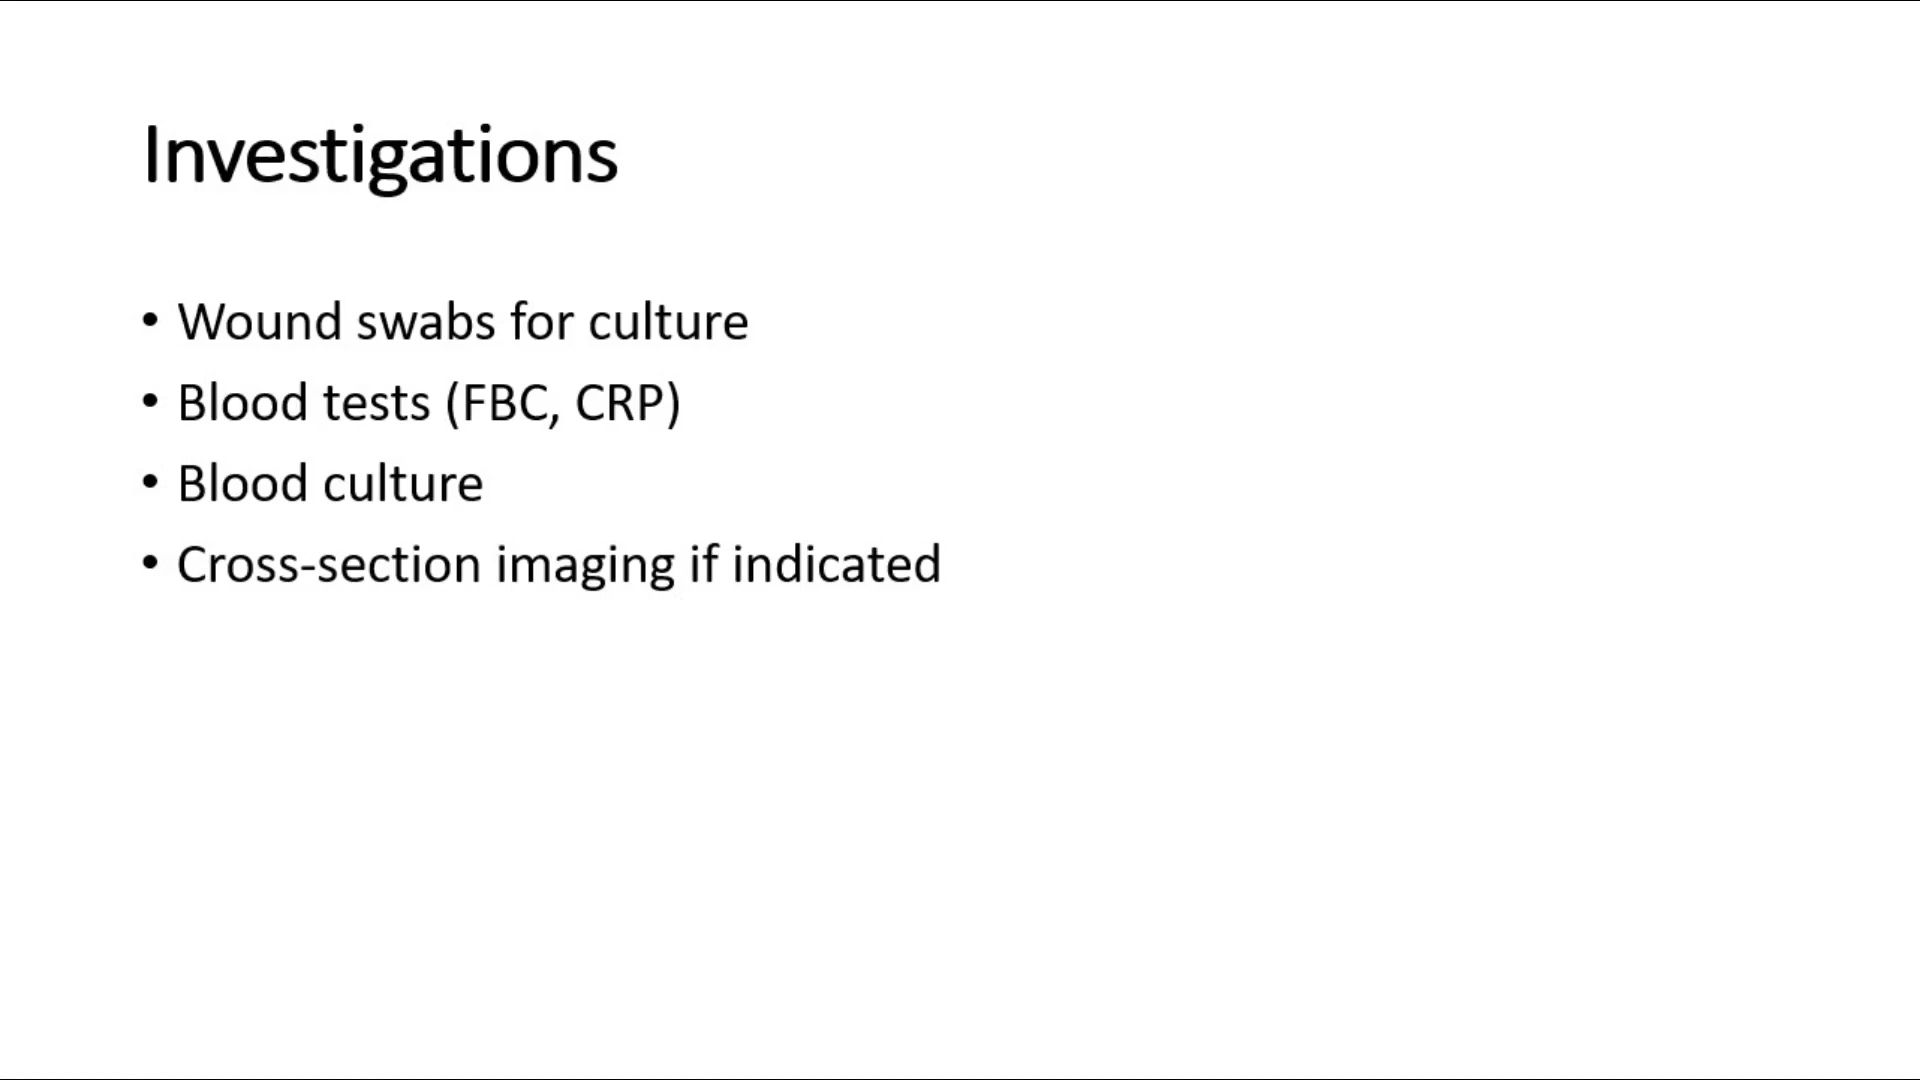 Investigations
• Wound swabs for culture
• Blood tests (FBC, CRP)
• Blood culture
• Cross-section imaging if indicated